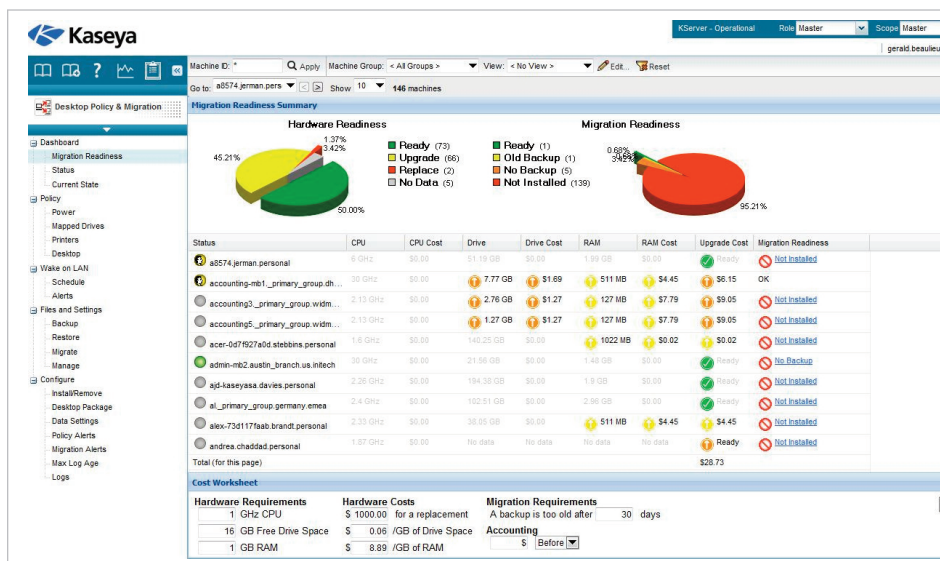 Kaseya
KServer - Operational Role Master Scope Master
gerald.beaulieu
Machine ID: * Apply Machine Group: < All Groups > View: < No View > Edit... Reset
Go to: a8574.jerman.pers < > Show 10 146 machines
Desktop Policy & Migration
Dashboard
Migration Readiness
Status
Current State
Policy
Power
Mapped Drives
Printers
Desktop
Wake on LAN
Schedule
Alerts
Files and Settings
Backup
Restore
Migrate
Manage
Configure
Install/Remove
Desktop Package
Data Settings
Policy Alerts
Migration Alerts
Max Log Age
Logs
Migration Readiness Summary
Hardware Readiness
1.37%
3.42%
45.21%
50.00%
Ready (73)
Upgrade (66)
Replace (2)
No Data (5)
Migration Readiness
Ready (1)
Old Backup (1)
No Backup (5)
Not Installed (139)
0.68%
3.42%
95.21%
Status CPU CPU Cost Drive Drive Cost RAM RAM Cost Upgrade Cost Migration Readiness
a8574.jerman.personal 6 GHz $0.00 51.19 GB $0.00 1.99 GB $0.00 Ready Not Installed
accounting-mb1._primary_group.dh... 30 GHz $0.00 7.77 GB $1.69 511 MB $4.45 $6.15 OK
accounting3._primary_group.widm... 2.13 GHz $0.00 2.76 GB $1.27 127 MB $7.79 $9.05 Not Installed
accounting5._primary_group.widm... 2.13 GHz $0.00 1.27 GB $1.27 127 MB $7.79 $9.05 Not Installed
acer-0d7f927a0d.stebbins.personal 1.6 GHz $0.00 140.25 GB $0.00 1022 MB $0.02 $0.02 Not Installed
admin-mb2.austin_branch.us.initech 30 GHz $0.00 21.56 GB $0.00 1.48 GB $0.00 Ready No Backup
ajd-kaseyasa.davies.personal 2.26 GHz $0.00 194.38 GB $0.00 1.9 GB $0.00 Ready Not Installed
al._primary_group.germany.emea 2.4 GHz $0.00 102.51 GB $0.00 2.96 GB $0.00 Ready Not Installed
alex-73d117faab.brandt.personal 2.33 GHz $0.00 38.05 GB $0.00 511 MB $4.45 $4.45 Not Installed
andrea.chaddad.personal 1.87 GHz $0.00 No data No data No data No data Ready Not Installed
Total (for this page) $28.73
Cost Worksheet
Hardware Requirements
1 GHz CPU
16 GB Free Drive Space
1 GB RAM
Hardware Costs
$ 1000.00 for a replacement
$ 0.06 /GB of Drive Space
$ 8.89 /GB of RAM
Migration Requirements
A backup is too old after 30 days
Accounting
$ Before